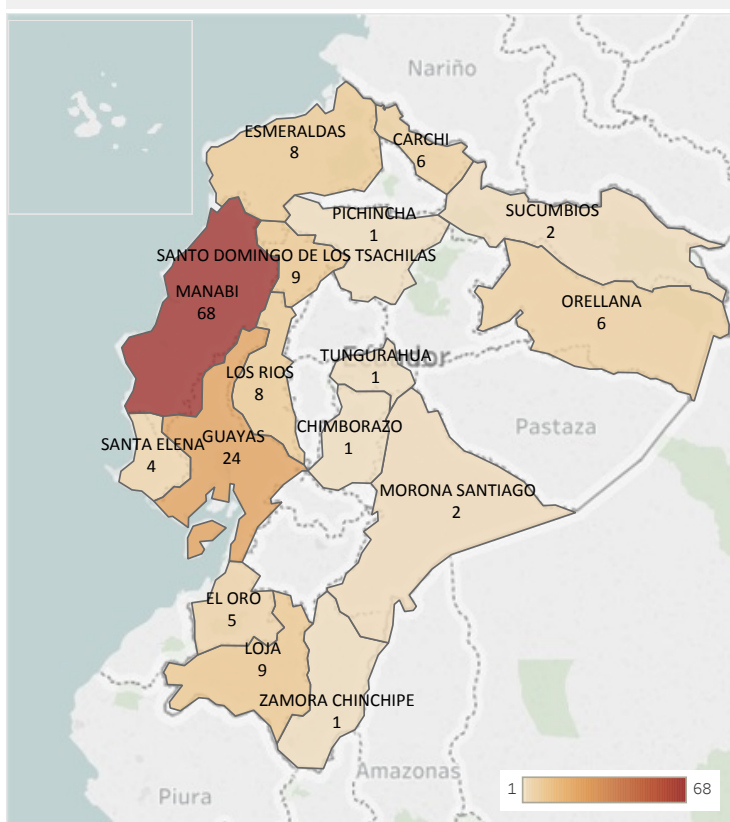 Nariño
ESMERALDAS
8
CARCHI
6
PICHINCHA
1
SUCUMBIOS
2
SANTO DOMINGO DE LOS TSACHILAS
9
MANABI
68
ORELLANA
6
TUNGURAHUA
1
Ecuador
LOS RIOS
8
CHIMBORAZO
1
Pastaza
SANTA ELENA
4
GUAYAS
24
MORONA SANTIAGO
2
EL ORO
5
LOJA
9
ZAMORA CHINCHIPE
1
Amazonas
Piura
1
68